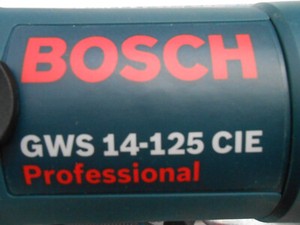 BOSCH
GWS 14-125 CIE
Professional